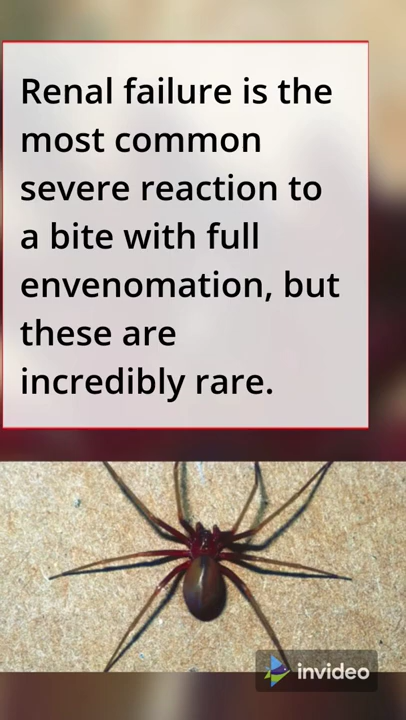 Renal failure is the
most common
severe reaction to
a bite with full
envenomation, but
these are
incredibly rare.
invideo